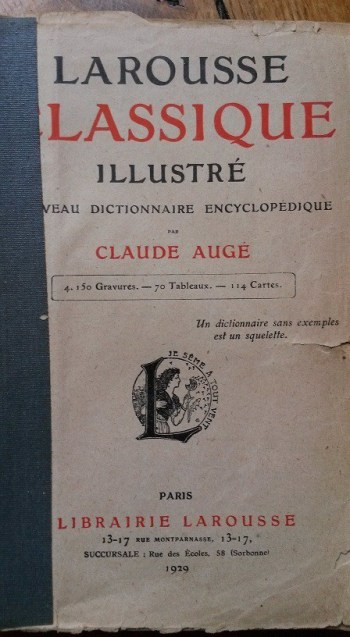 LAROUSSE
CLASSIQUE
ILLUSTRÉ
VEAU DICTIONNAIRE ENCYCLOPÉDIQUE
PAR
CLAUDE AUGÉ
4.150 Gravures. — 70 Tableaux. — 114 Cartes.
Un dictionnaire sans exemples
est un squelette.
JE SÈME À TOUT VENT
PARIS
LIBRAIRIE LAROUSSE
13-17 RUE MONTPARNASSE, 13-17,
SUCCURSALE : Rue des Écoles, 58 (Sorbonne)
1929